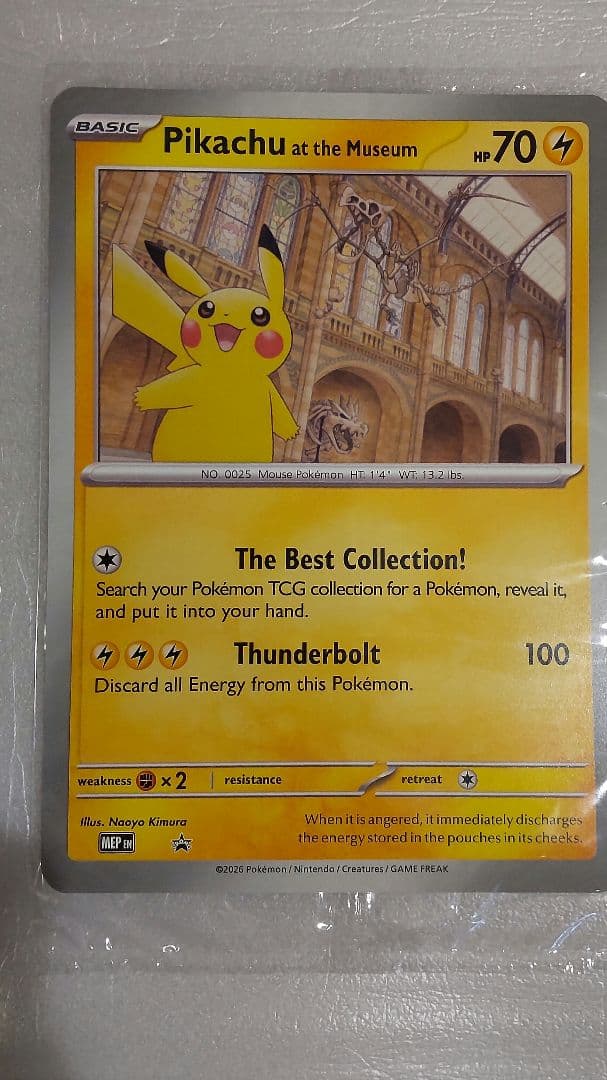 BASIC Pikachu at the Museum HP 70
NO. 0025 Mouse Pokémon HT: 1'4" WT: 13.2 lbs.
The Best Collection!
Search your Pokémon TCG collection for a Pokémon, reveal it,
and put it into your hand.
Thunderbolt 100
Discard all Energy from this Pokémon.
weakness ×2 resistance retreat
Illus. Naoyo Kimura
When it is angered, it immediately discharges
the energy stored in the pouches in its cheeks.
MEP EN
PROMO
©2026 Pokémon / Nintendo / Creatures / GAME FREAK